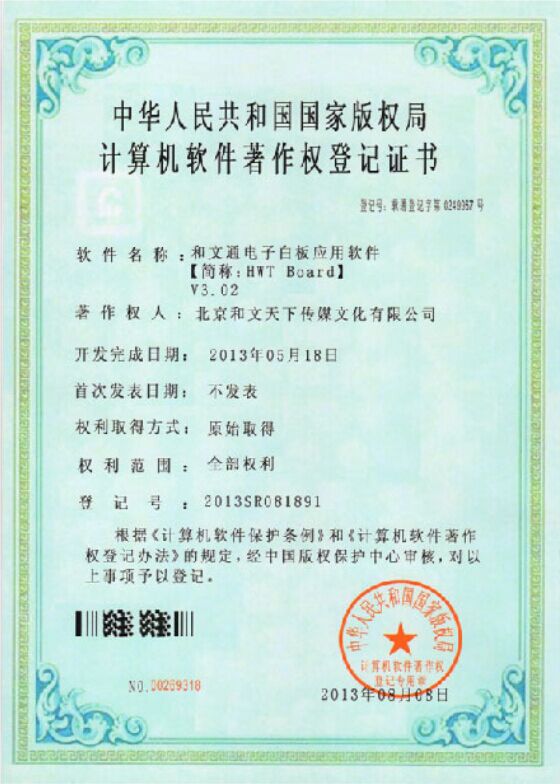 中华人民共和国国家版权局
计算机软件著作权登记证书
登记号: 软著登记字第 0249957 号
软件名称: 和文通电子白板应用软件
【简称: HWT Board】
V3.02
著作权人: 北京和文天下传媒文化有限公司
开发完成日期: 2013年05月18日
首次发表日期: 不发表
权利取得方式: 原始取得
权利范围: 全部权利
登记号: 2013SR081891
根据《计算机软件保护条例》和《计算机软件著作
权登记办法》的规定, 经中国版权保护中心审核, 对以
上事项予以登记。
中华人民共和国国家版权局
计算机软件著作权
登记专用章
No. 00269318
2013年08月08日